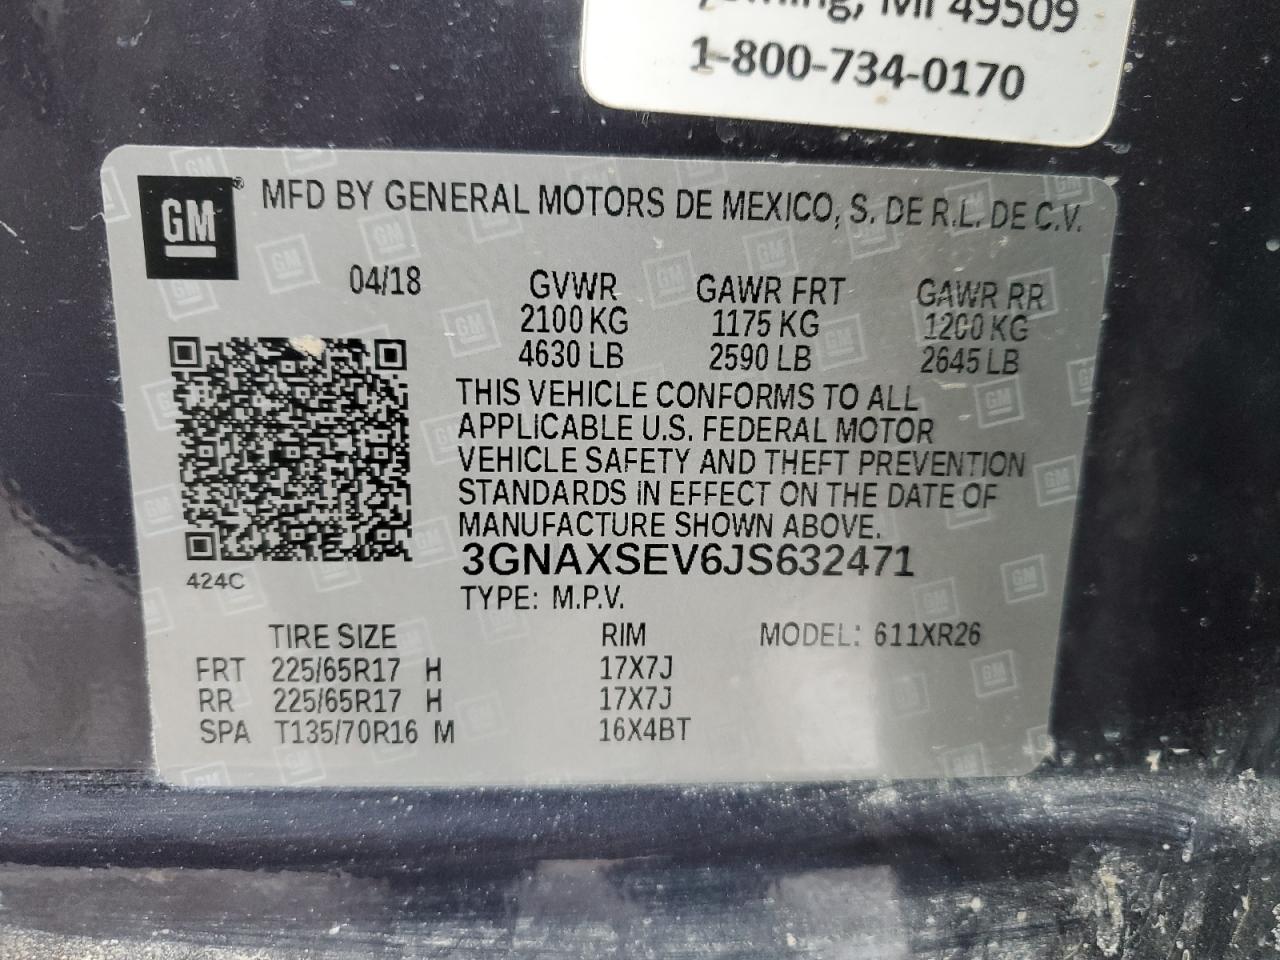 MI 49509
1-800-734-0170
GM® MFD BY GENERAL MOTORS DE MEXICO, S. DE R.L. DE C.V.
04/18 GVWR GAWR FRT GAWR RR
2100 KG 1175 KG 1200 KG
4630 LB 2590 LB 2645 LB
THIS VEHICLE CONFORMS TO ALL
APPLICABLE U.S. FEDERAL MOTOR
VEHICLE SAFETY AND THEFT PREVENTION
STANDARDS IN EFFECT ON THE DATE OF
MANUFACTURE SHOWN ABOVE.
3GNAXSEV6JS632471
424C
TYPE: M.P.V.
TIRE SIZE RIM MODEL: 611XR26
FRT 225/65R17 H 17X7J
RR 225/65R17 H 17X7J
SPA T135/70R16 M 16X4BT